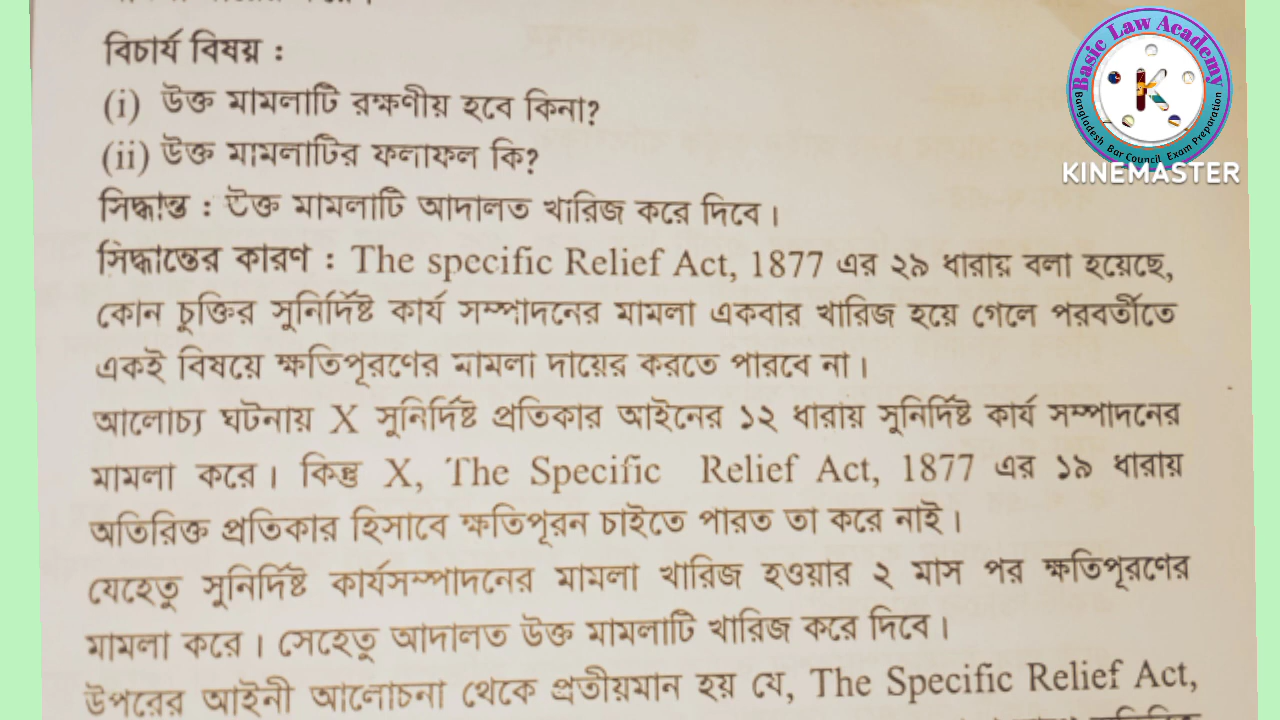 বিচার্য বিষয় :
(i) উক্ত মামলাটি রক্ষণীয় হবে কিনা?
(ii) উক্ত মামলাটির ফলাফল কি?
সিদ্ধান্ত : উক্ত মামলাটি আদালত খারিজ করে দিবে।
সিদ্ধান্তের কারণ : The specific Relief Act, 1877 এর ২৯ ধারায় বলা হয়েছে,
কোন চুক্তির সুনির্দিষ্ট কার্য সম্পাদনের মামলা একবার খারিজ হয়ে গেলে পরবর্তীতে
একই বিষয়ে ক্ষতিপূরণের মামলা দায়ের করতে পারবে না।
আলোচ্য ঘটনায় X সুনির্দিষ্ট প্রতিকার আইনের ১২ ধারায় সুনির্দিষ্ট কার্য সম্পাদনের
মামলা করে। কিন্তু X, The Specific Relief Act, 1877 এর ১৯ ধারায়
অতিরিক্ত প্রতিকার হিসাবে ক্ষতিপূরন চাইতে পারত তা করে নাই।
যেহেতু সুনির্দিষ্ট কার্যসম্পাদনের মামলা খারিজ হওয়ার ২ মাস পর ক্ষতিপূরণের
মামলা করে। সেহেতু আদালত উক্ত মামলাটি খারিজ করে দিবে।
উপরের আইনী আলোচনা থেকে প্রতীয়মান হয় যে, The Specific Relief Act,
Basic Law Academy
K
Bangladesh Bar Council Exam Preparation
KINEMASTER